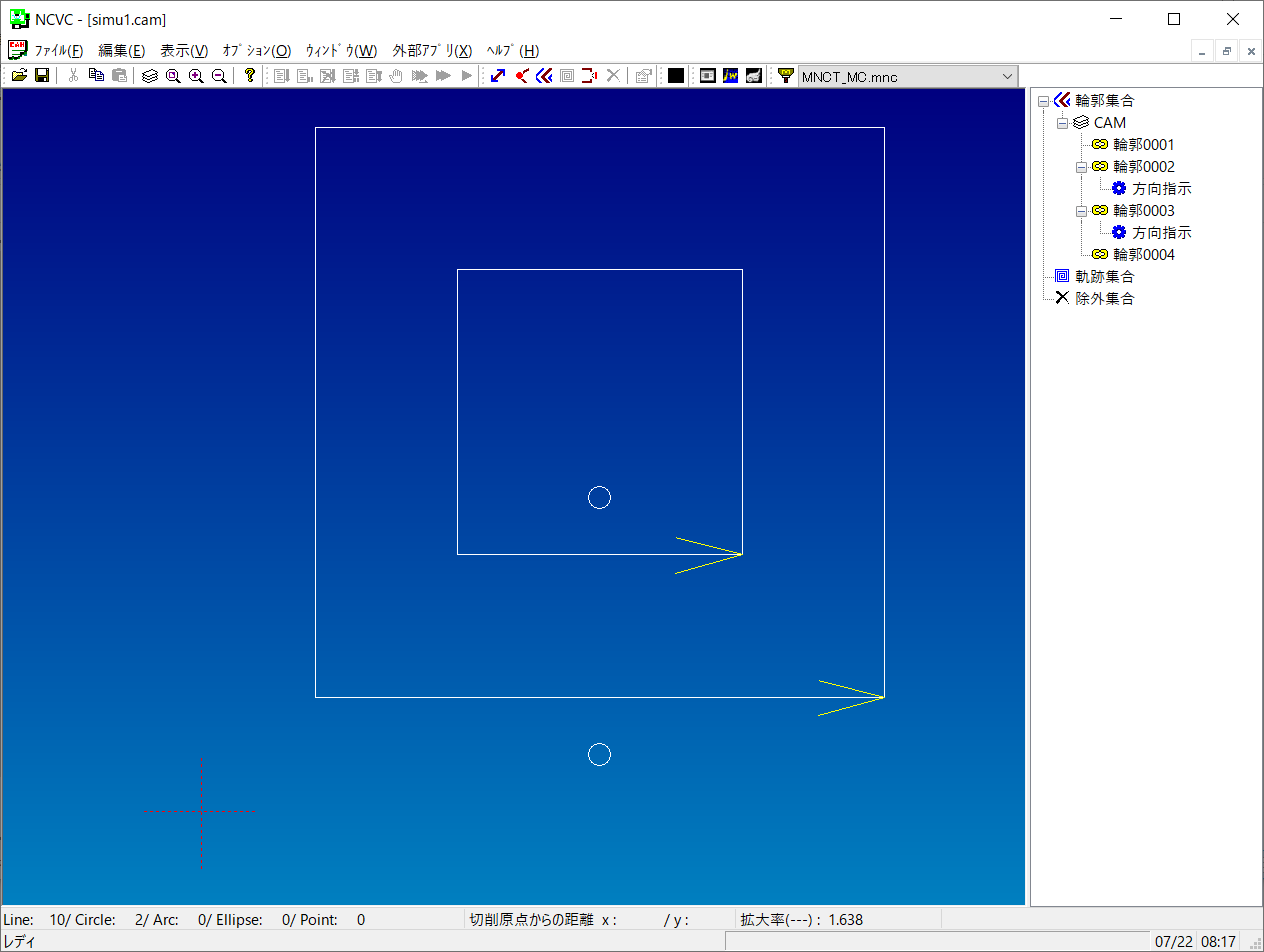 NCVC - [simu1.cam]
ﾌｧｲﾙ(F) 編集(E) 表示(V) ｵﾌﾟｼｮﾝ(O) ｳｨﾝﾄﾞｳ(W) 外部ｱﾌﾟﾘ(X) ﾍﾙﾌﾟ(H)
MNCT_MC.mnc
輪郭集合
CAM
輪郭0001
輪郭0002
方向指示
輪郭0003
方向指示
輪郭0004
軌跡集合
除外集合
Line: 10/ Circle: 2/ Arc: 0/ Ellipse: 0/ Point: 0 切削原点からの距離 x : / y : 拡大率(---) : 1.638
レディ 07/22 08:17